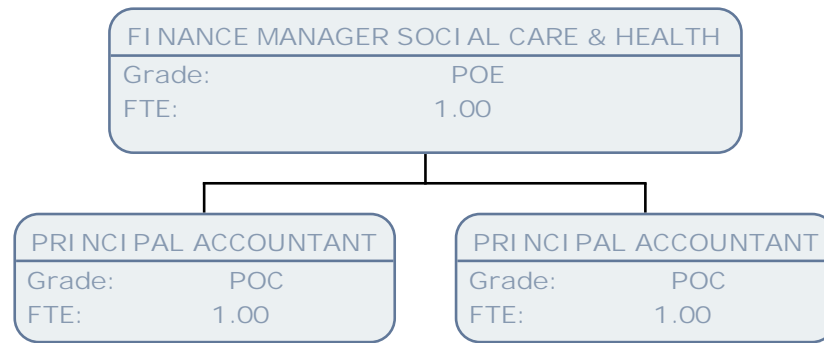 FINANCE MANAGER SOCIAL CARE & HEALTH
Grade: POE
FTE: 1.00
PRINCIPAL ACCOUNTANT
Grade: POC
FTE: 1.00
PRINCIPAL ACCOUNTANT
Grade: POC
FTE: 1.00